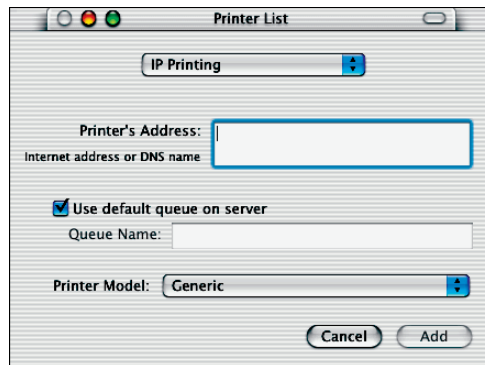 Printer List
IP Printing
Printer's Address:
Internet address or DNS name
Use default queue on server
Queue Name:
Printer Model: Generic
Cancel Add